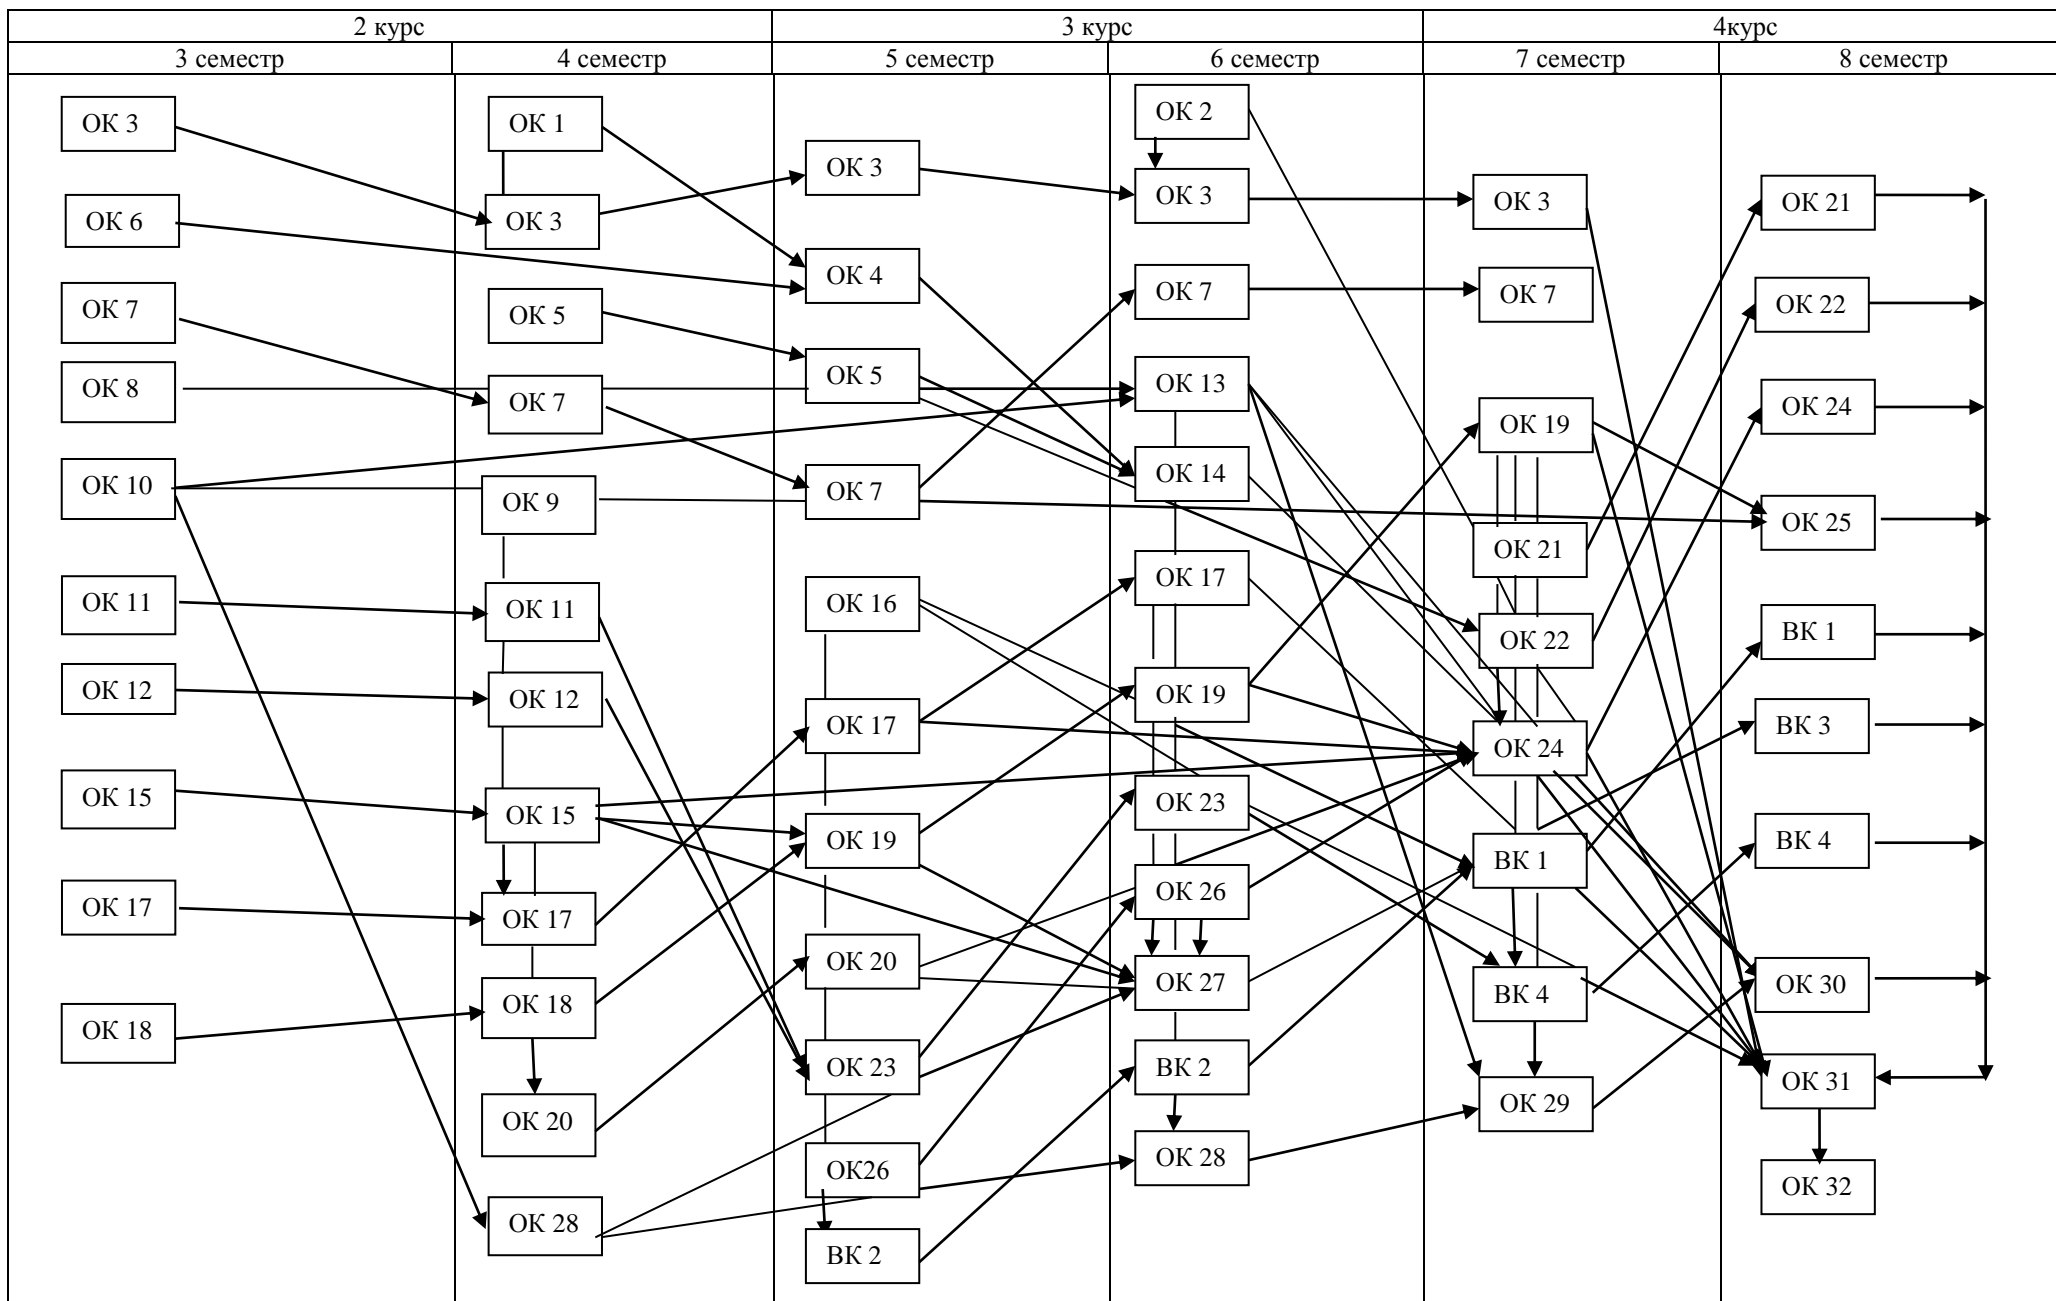 2 курс
3 курс
4курс
3 семестр
4 семестр
5 семестр
6 семестр
7 семестр
8 семестр
ОК 3
ОК 6
ОК 7
ОК 8
ОК 10
ОК 11
ОК 12
ОК 15
ОК 17
ОК 18
ОК 1
ОК 3
ОК 5
ОК 7
ОК 9
ОК 11
ОК 12
ОК 15
ОК 17
ОК 18
ОК 20
ОК 28
ОК 3
ОК 4
ОК 5
ОК 7
ОК 16
ОК 17
ОК 19
ОК 20
ОК 23
ОК26
ВК 2
ОК 2
ОК 3
ОК 7
ОК 13
ОК 14
ОК 17
ОК 19
ОК 23
ОК 26
ОК 27
ВК 2
ОК 28
ОК 3
ОК 7
ОК 19
ОК 21
ОК 22
ОК 24
ВК 1
ВК 4
ОК 29
ОК 21
ОК 22
ОК 24
ОК 25
ВК 1
ВК 3
ВК 4
ОК 30
ОК 31
ОК 32